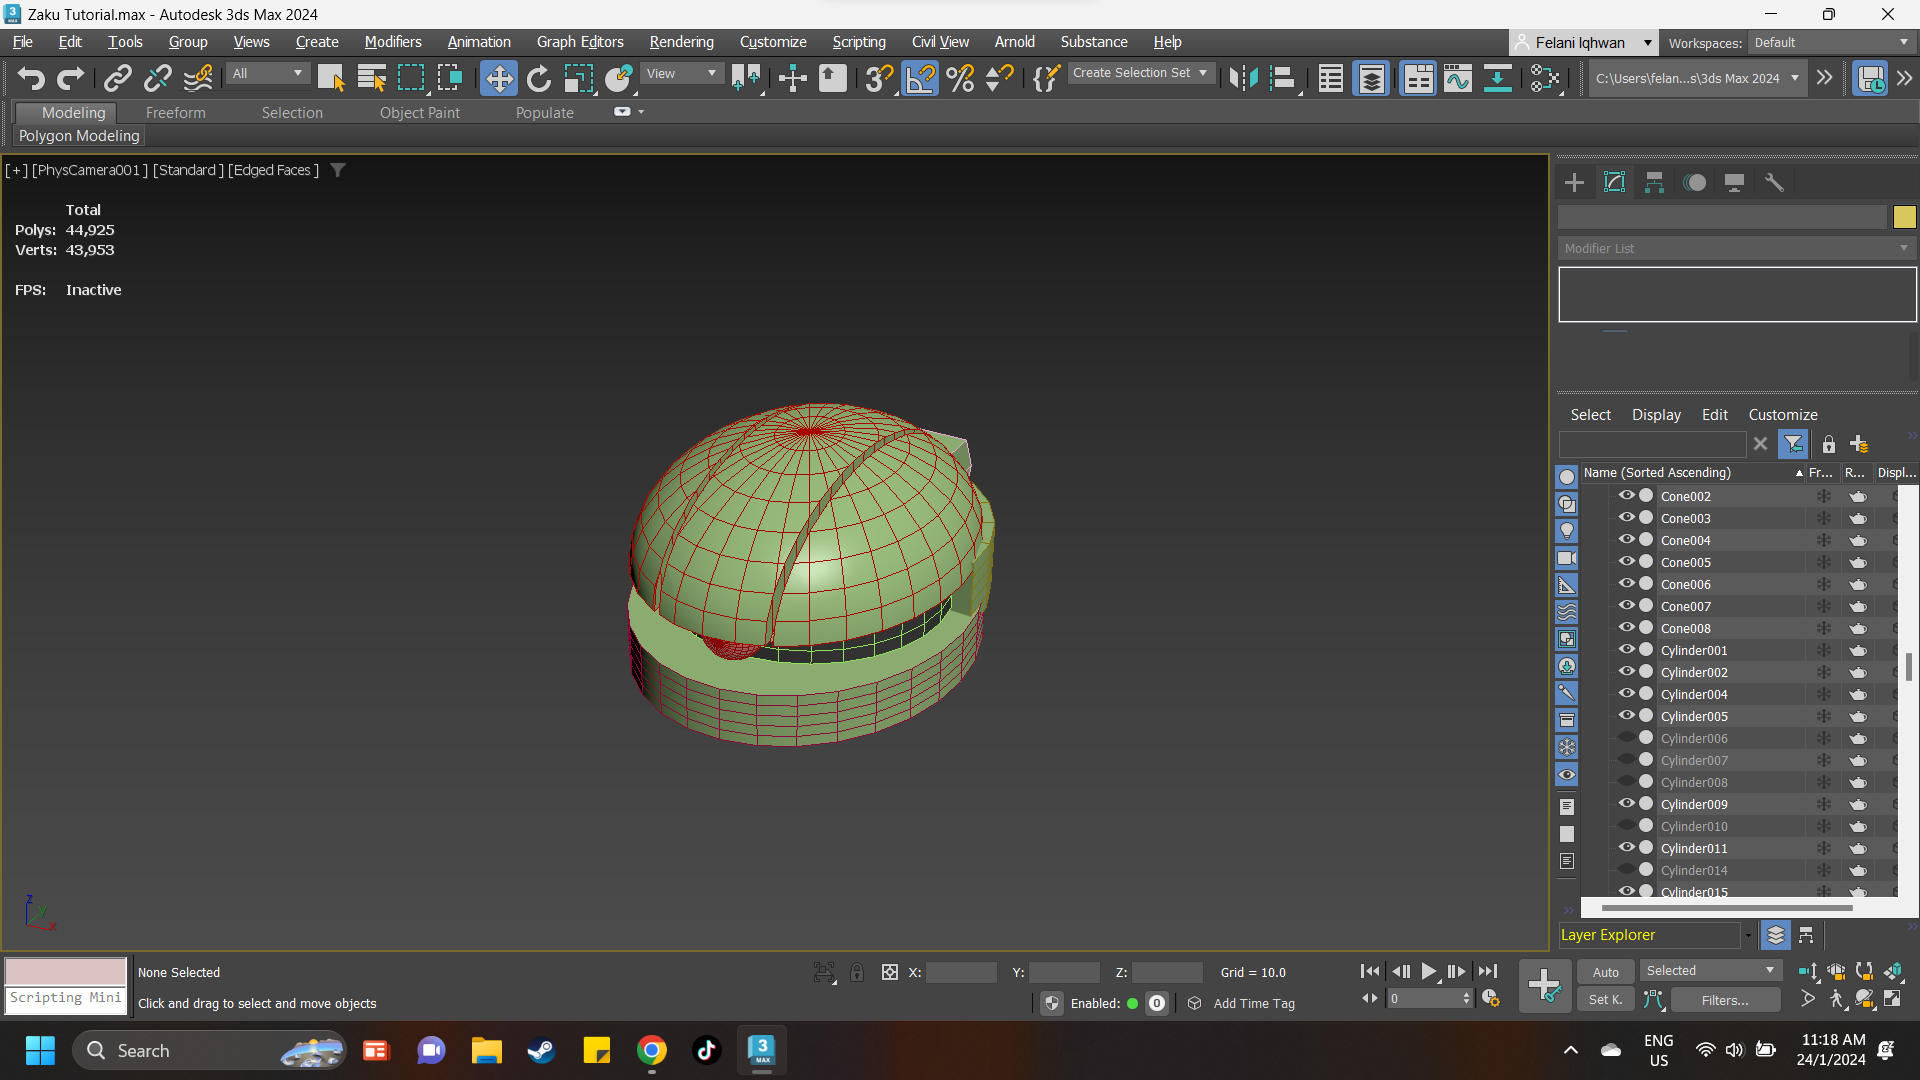 Zaku Tutorial.max - Autodesk 3ds Max 2024
File Edit Tools Group Views Create Modifiers Animation Graph Editors Rendering Customize Scripting Civil View Arnold Substance Help
Felani Iqhwan
Workspaces: Default
All
View
Create Selection Set
C:\Users\felan...s\3ds Max 2024
Modeling Freeform Selection Object Paint Populate
Polygon Modeling
[+] [PhysCamera001] [Standard] [Edged Faces]
Total
Polys: 44,925
Verts: 43,953
FPS: Inactive
Modifier List
Select Display Edit Customize
Name (Sorted Ascending) Fr... R... Displ...
Cone002
Cone003
Cone004
Cone005
Cone006
Cone007
Cone008
Cylinder001
Cylinder002
Cylinder004
Cylinder005
Cylinder006
Cylinder007
Cylinder008
Cylinder009
Cylinder010
Cylinder011
Cylinder014
Cylinder015
Layer Explorer
z
y
x
Scripting Mini
None Selected
Click and drag to select and move objects
X: Y: Z: Grid = 10.0
Enabled: 0 Add Time Tag
0
Auto Selected
Set K. Filters...
Search
3
MAX
ENG
US
11:18 AM
24/1/2024